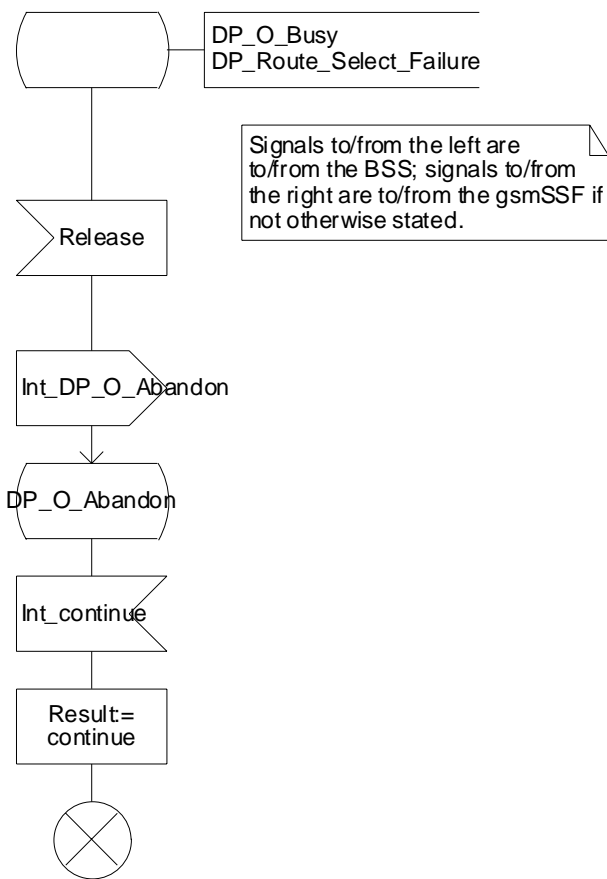 DP_O_Busy
DP_Route_Select_Failure
Signals to/from the left are
to/from the BSS; signals to/from
the right are to/from the gsmSSF if
not otherwise stated.
Release
Int_DP_O_Abandon
DP_O_Abandon
Int_continue
Result:=
continue